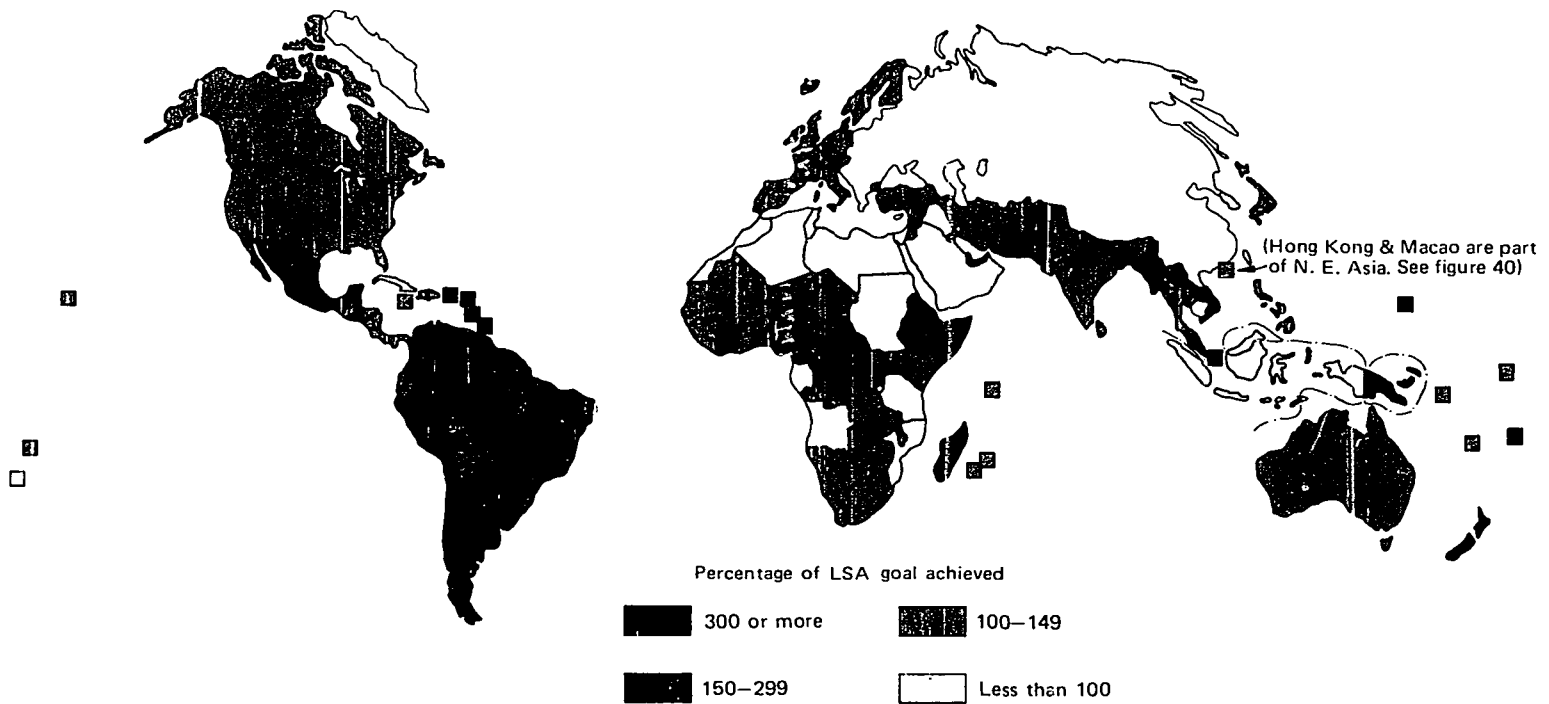 (Hong Kong & Macao are part
of N. E. Asia. See figure 40)
Percentage of LSA goal achieved
300 or more
100–149
150–299
Less than 100